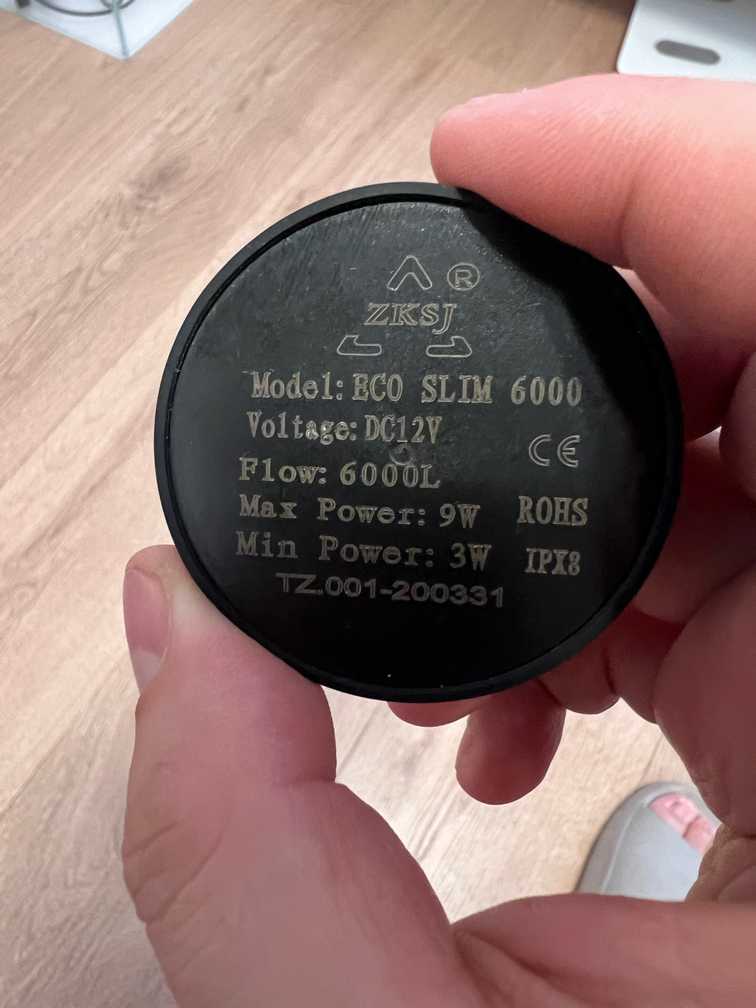 ®
ZKSJ
Model: ECO SLIM 6000
Voltage: DC12V
CE
Flow: 6000L
Max Power: 9W ROHS
Min Power: 3W IPX8
TZ.001-200331